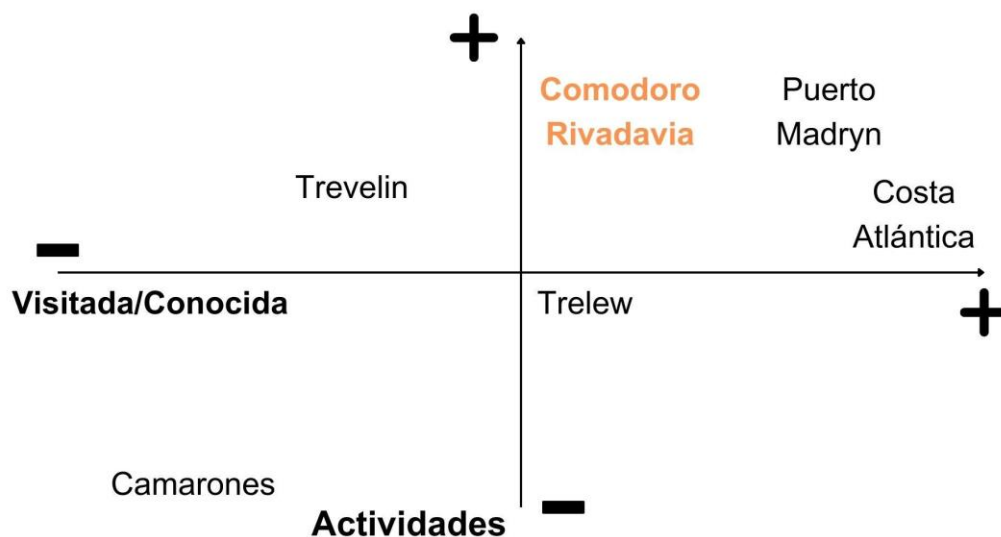 +
Comodoro Puerto
Rivadavia Madryn
Trevelin
Costa
Atlántica
-
Visitada/Conocida
Trelew
+
Camarones
Actividades
-